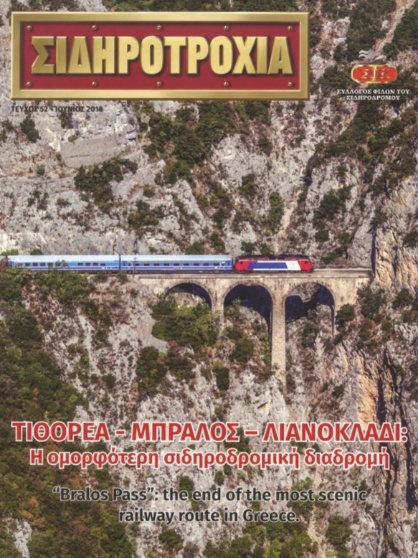 ΣΙΔΗΡΟΤΡΟΧΙΑ
ΤΕΥΧΟΣ 52 - ΙΟΥΝΙΟΣ 2018
ΣΥΛΛΟΓΟΣ ΦΙΛΩΝ ΤΟΥ
ΣΙΔΗΡΟΔΡΟΜΟΥ
ΤΙΘΟΡΕΑ - ΜΠΡΑΛΟΣ – ΛΙΑΝΟΚΛΑΔΙ:
Η ομορφότερη σιδηροδρομική διαδρομή
“Bralos Pass”: the end of the most scenic
railway route in Greece.